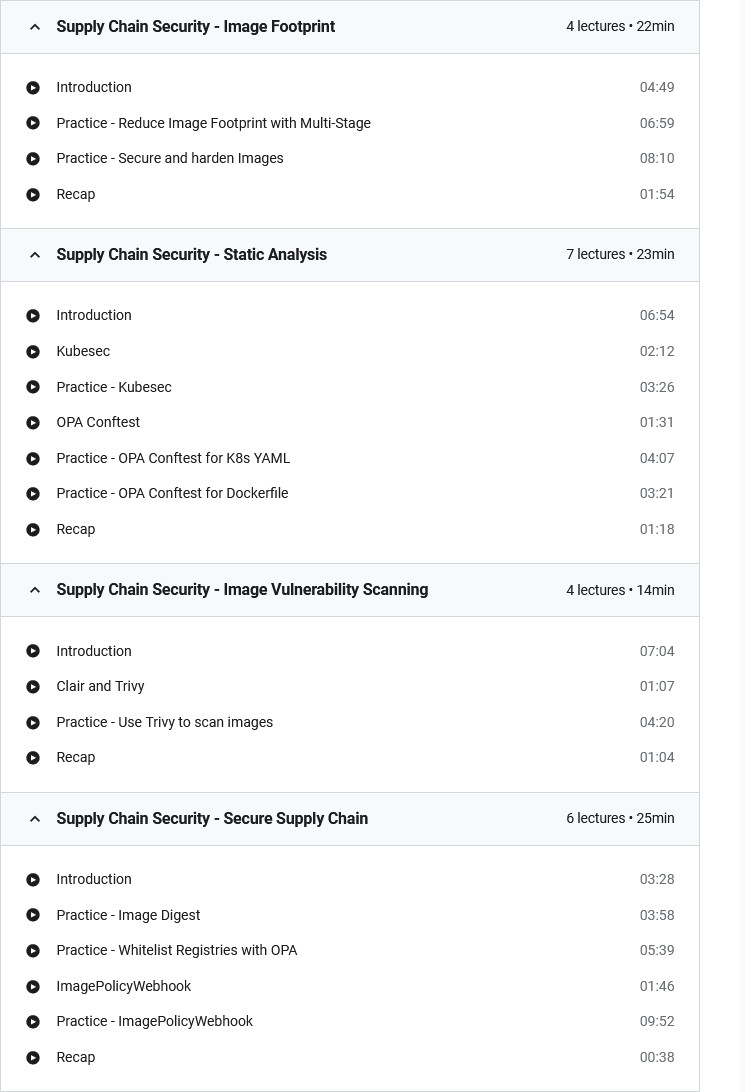 Supply Chain Security - Image Footprint 4 lectures • 22min
Introduction 04:49
Practice - Reduce Image Footprint with Multi-Stage 06:59
Practice - Secure and harden Images 08:10
Recap 01:54
Supply Chain Security - Static Analysis 7 lectures • 23min
Introduction 06:54
Kubesec 02:12
Practice - Kubesec 03:26
OPA Conftest 01:31
Practice - OPA Conftest for K8s YAML 04:07
Practice - OPA Conftest for Dockerfile 03:21
Recap 01:18
Supply Chain Security - Image Vulnerability Scanning 4 lectures • 14min
Introduction 07:04
Clair and Trivy 01:07
Practice - Use Trivy to scan images 04:20
Recap 01:04
Supply Chain Security - Secure Supply Chain 6 lectures • 25min
Introduction 03:28
Practice - Image Digest 03:58
Practice - Whitelist Registries with OPA 05:39
ImagePolicyWebhook 01:46
Practice - ImagePolicyWebhook 09:52
Recap 00:38